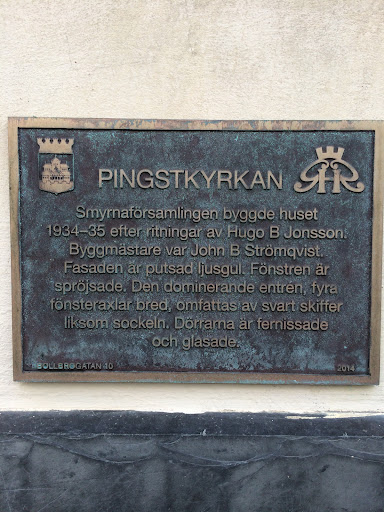 PINGSTKYRKAN
Smyrnaförsamlingen byggde huset
1934–35 efter ritningar av Hugo B Jonsson.
Byggmästare var John B Strömqvist.
Fasaden är putsad ljusgul. Fönstren är
spröjsade. Den dominerande entrén, fyra
fönsteraxlar bred, omfattas av svart skiffer
liksom sockeln. Dörrarna är fernissade
och glasade.
BOLLBROGATAN 10 2014